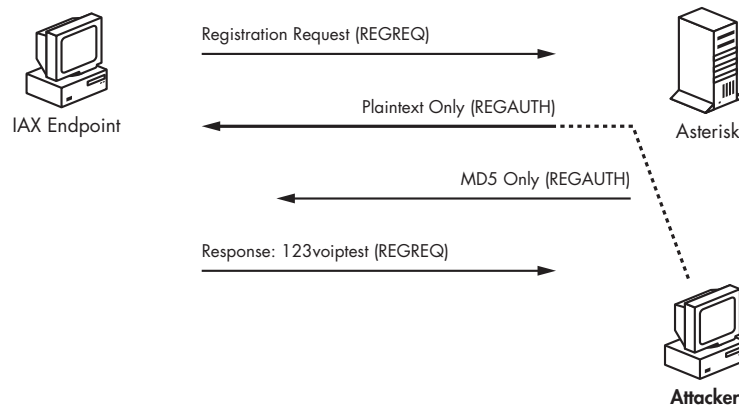 Registration Request (REGREQ)
IAX Endpoint
Plaintext Only (REGAUTH)
Asterisk
MD5 Only (REGAUTH)
Response: 123voiptest (REGREQ)
Attacker